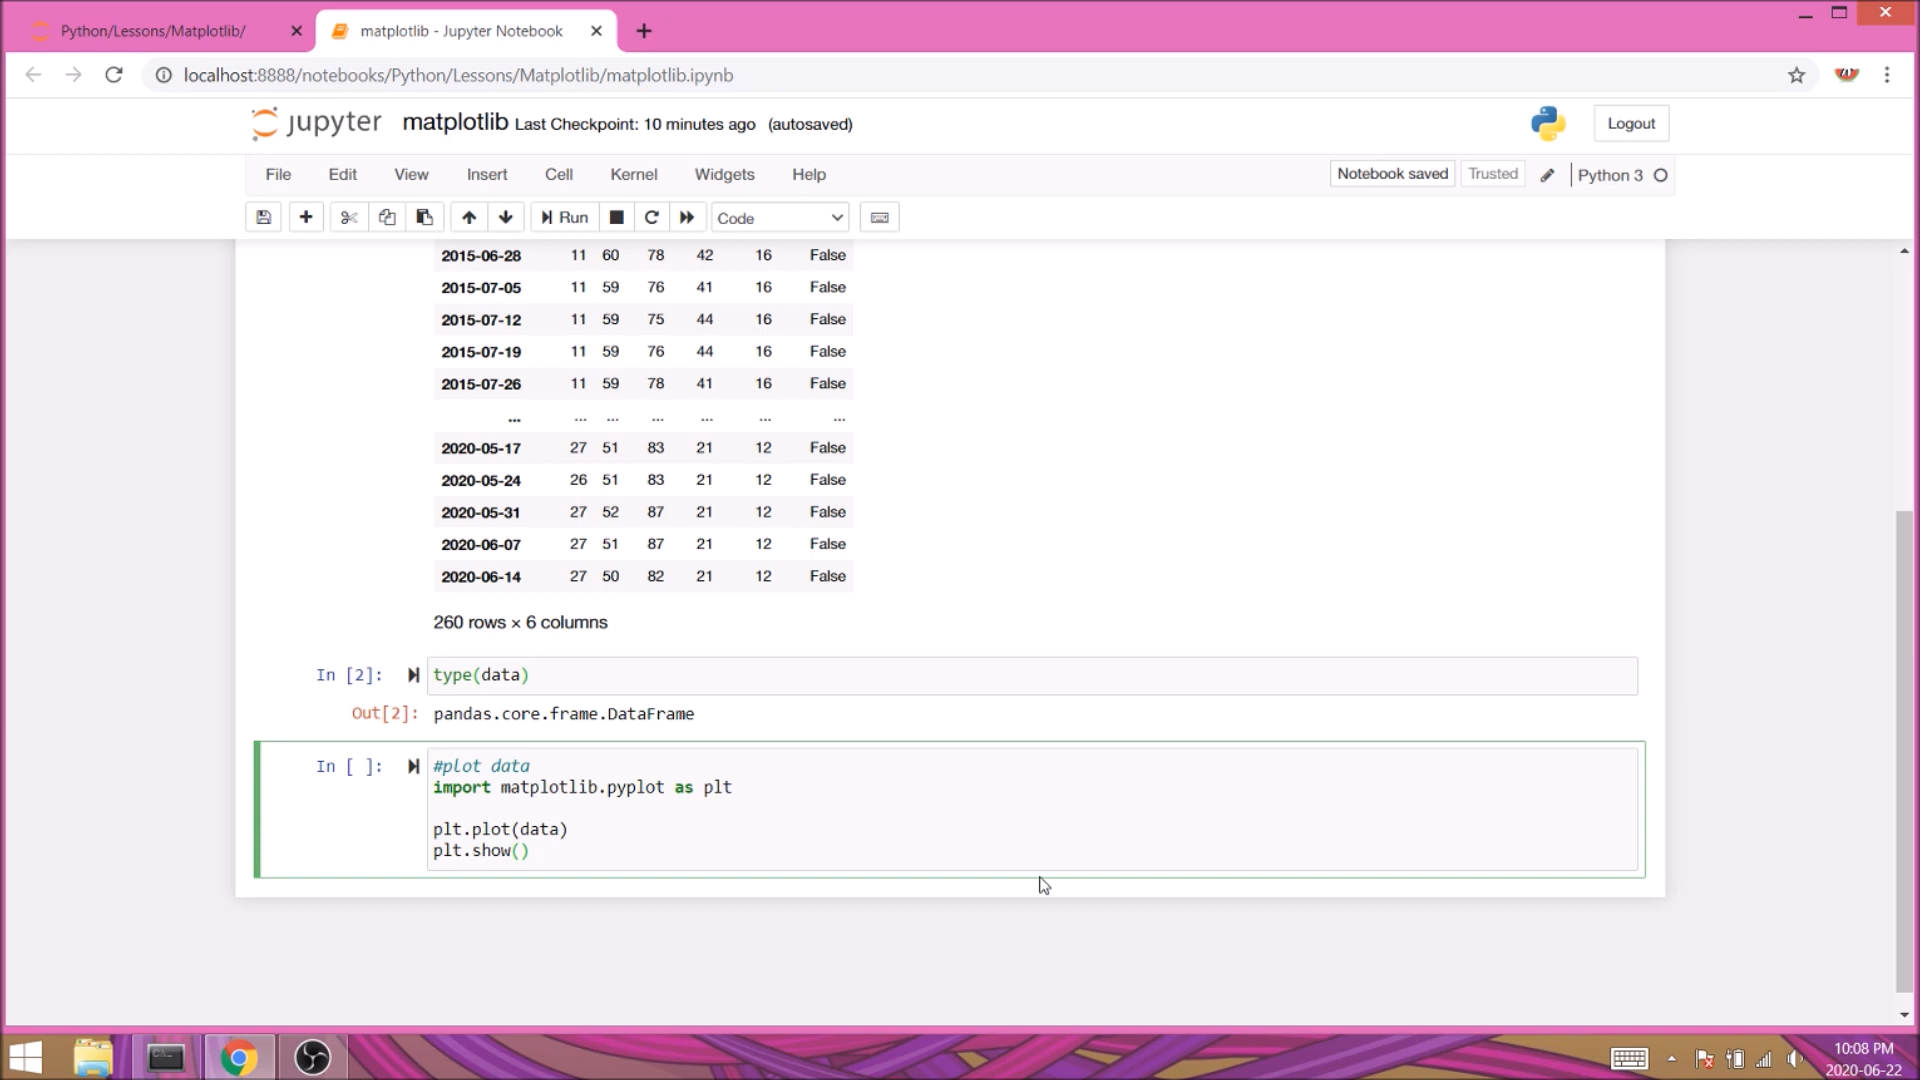 Python/Lessons/Matplotlib/
matplotlib - Jupyter Notebook
localhost:8888/notebooks/Python/Lessons/Matplotlib/matplotlib.ipynb
jupyter matplotlib Last Checkpoint: 10 minutes ago (autosaved)
Logout
File Edit View Insert Cell Kernel Widgets Help
Notebook saved Trusted Python 3
Run Code
2015-06-28 11 60 78 42 16 False
2015-07-05 11 59 76 41 16 False
2015-07-12 11 59 75 44 16 False
2015-07-19 11 59 76 44 16 False
2015-07-26 11 59 78 41 16 False
... ... ... ... ... ... ...
2020-05-17 27 51 83 21 12 False
2020-05-24 26 51 83 21 12 False
2020-05-31 27 52 87 21 12 False
2020-06-07 27 51 87 21 12 False
2020-06-14 27 50 82 21 12 False
260 rows × 6 columns
In [2]: type(data)
Out[2]: pandas.core.frame.DataFrame
In [ ]: #plot data
import matplotlib.pyplot as plt
plt.plot(data)
plt.show()
10:08 PM
2020-06-22